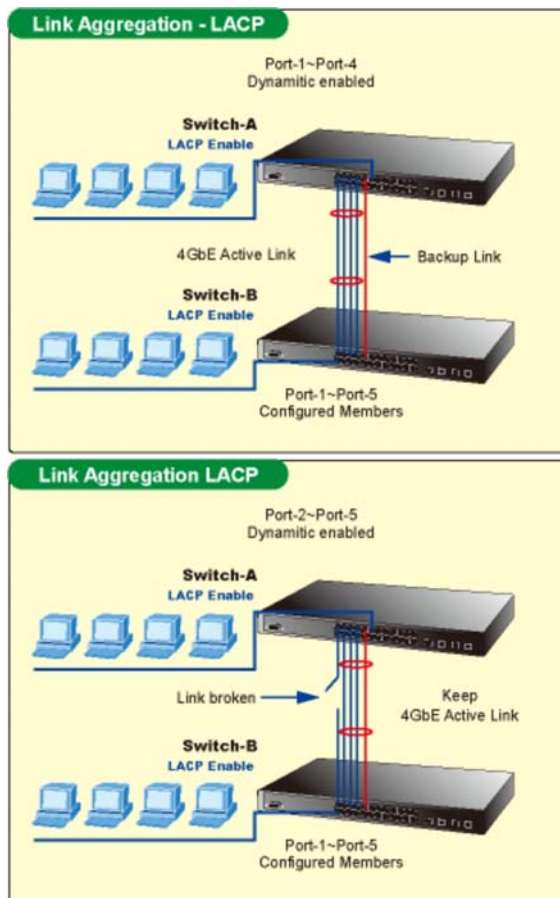 Link Aggregation - LACP
Port-1~Port-4
Dynamitic enabled
Switch-A
LACP Enable
4GbE Active Link
Backup Link
Switch-B
LACP Enable
Port-1~Port-5
Configured Members
Link Aggregation LACP
Port-2~Port-5
Dynamitic enabled
Switch-A
LACP Enable
Link broken
Keep
4GbE Active Link
Switch-B
LACP Enable
Port-1~Port-5
Configured Members